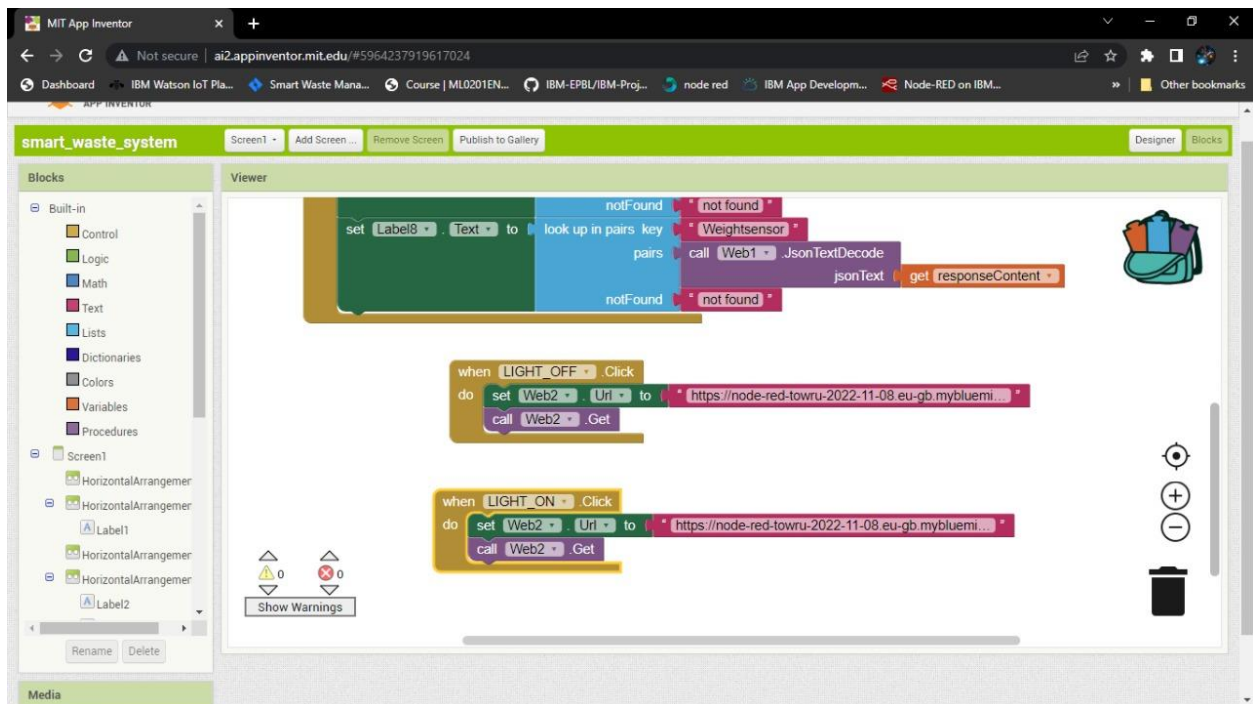 MIT App Inventor
Not secure | ai2.appinventor.mit.edu/#5964237919617024
Dashboard IBM Watson IoT Pla... Smart Waste Mana... Course | ML0201EN... IBM-EPBL/IBM-Proj... node red IBM App Developm... Node-RED on IBM... » Other bookmarks
APP INVENTOR
smart_waste_system Screen1 Add Screen ... Remove Screen Publish to Gallery Designer Blocks
Blocks Viewer
Built-in
Control
Logic
Math
Text
Lists
Dictionaries
Colors
Variables
Procedures
Screen1
HorizontalArrangemer
HorizontalArrangemer
Label1
HorizontalArrangemer
HorizontalArrangemer
Label2
Rename Delete
Media
notFound " not found "
set Label8 . Text to look up in pairs key " Weightsensor "
pairs call Web1 .JsonTextDecode
jsonText get responseContent
notFound " not found "
when LIGHT_OFF .Click
do set Web2 . Url to " https://node-red-towru-2022-11-08.eu-gb.mybluemi... "
call Web2 .Get
when LIGHT_ON .Click
do set Web2 . Url to " https://node-red-towru-2022-11-08.eu-gb.mybluemi... "
call Web2 .Get
0 0
Show Warnings